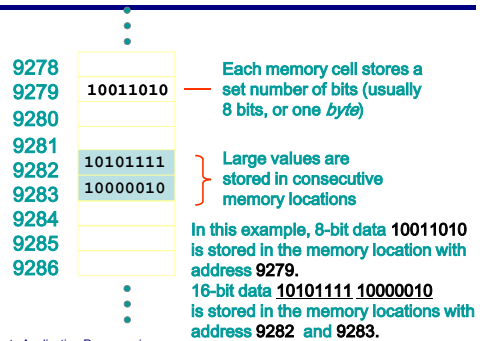 9278
9279
9280
9281
9282
9283
9284
9285
9286
10011010
10101111
10000010
Each memory cell stores a
set number of bits (usually
8 bits, or one byte)
Large values are
stored in consecutive
memory locations
In this example, 8-bit data 10011010
is stored in the memory location with
address 9279.
16-bit data 10101111 10000010
is stored in the memory locations with
address 9282 and 9283.